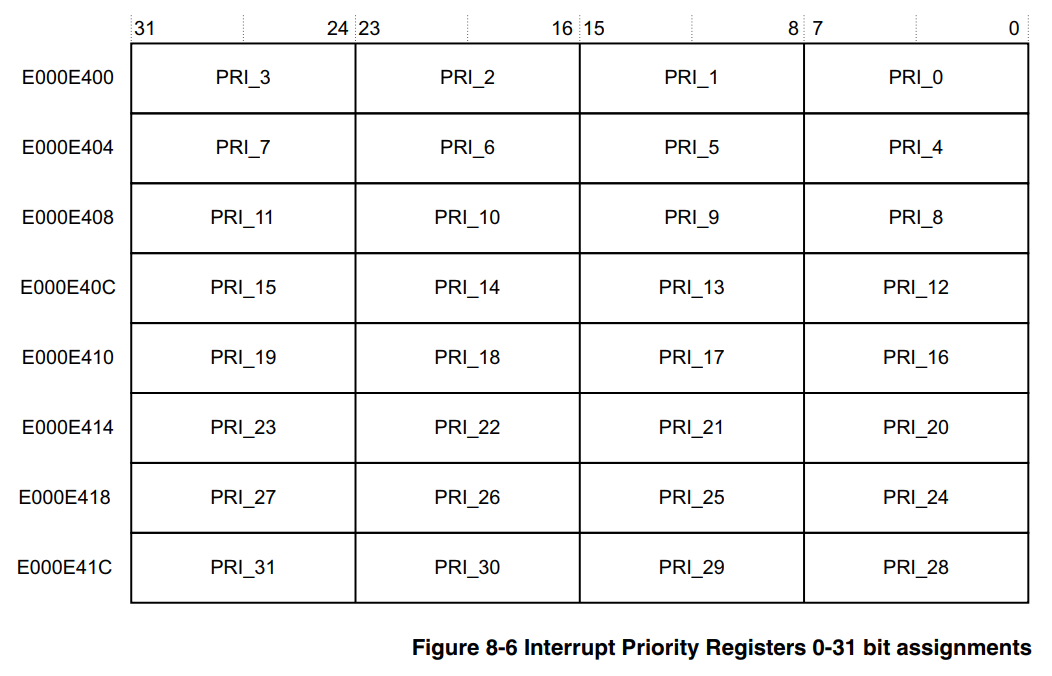 31 24 23 16 15 8 7 0
E000E400 PRI_3 PRI_2 PRI_1 PRI_0
E000E404 PRI_7 PRI_6 PRI_5 PRI_4
E000E408 PRI_11 PRI_10 PRI_9 PRI_8
E000E40C PRI_15 PRI_14 PRI_13 PRI_12
E000E410 PRI_19 PRI_18 PRI_17 PRI_16
E000E414 PRI_23 PRI_22 PRI_21 PRI_20
E000E418 PRI_27 PRI_26 PRI_25 PRI_24
E000E41C PRI_31 PRI_30 PRI_29 PRI_28
Figure 8-6 Interrupt Priority Registers 0-31 bit assignments